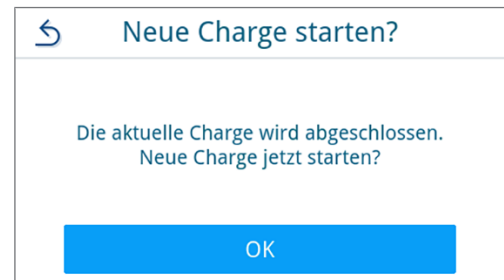 Neue Charge starten?
Die aktuelle Charge wird abgeschlossen.
Neue Charge jetzt starten?
OK